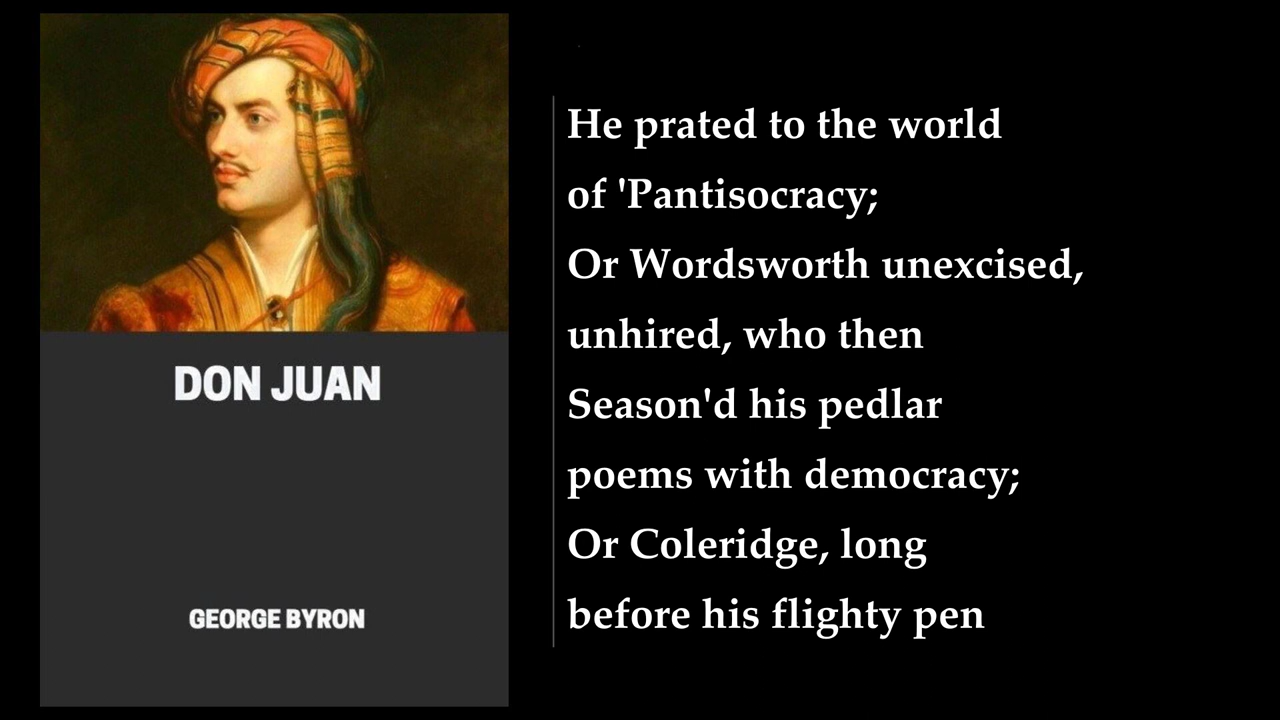 DON JUAN
GEORGE BYRON
He prated to the world
of 'Pantisocracy;
Or Wordsworth unexcised,
unhired, who then
Season'd his pedlar
poems with democracy;
Or Coleridge, long
before his flighty pen